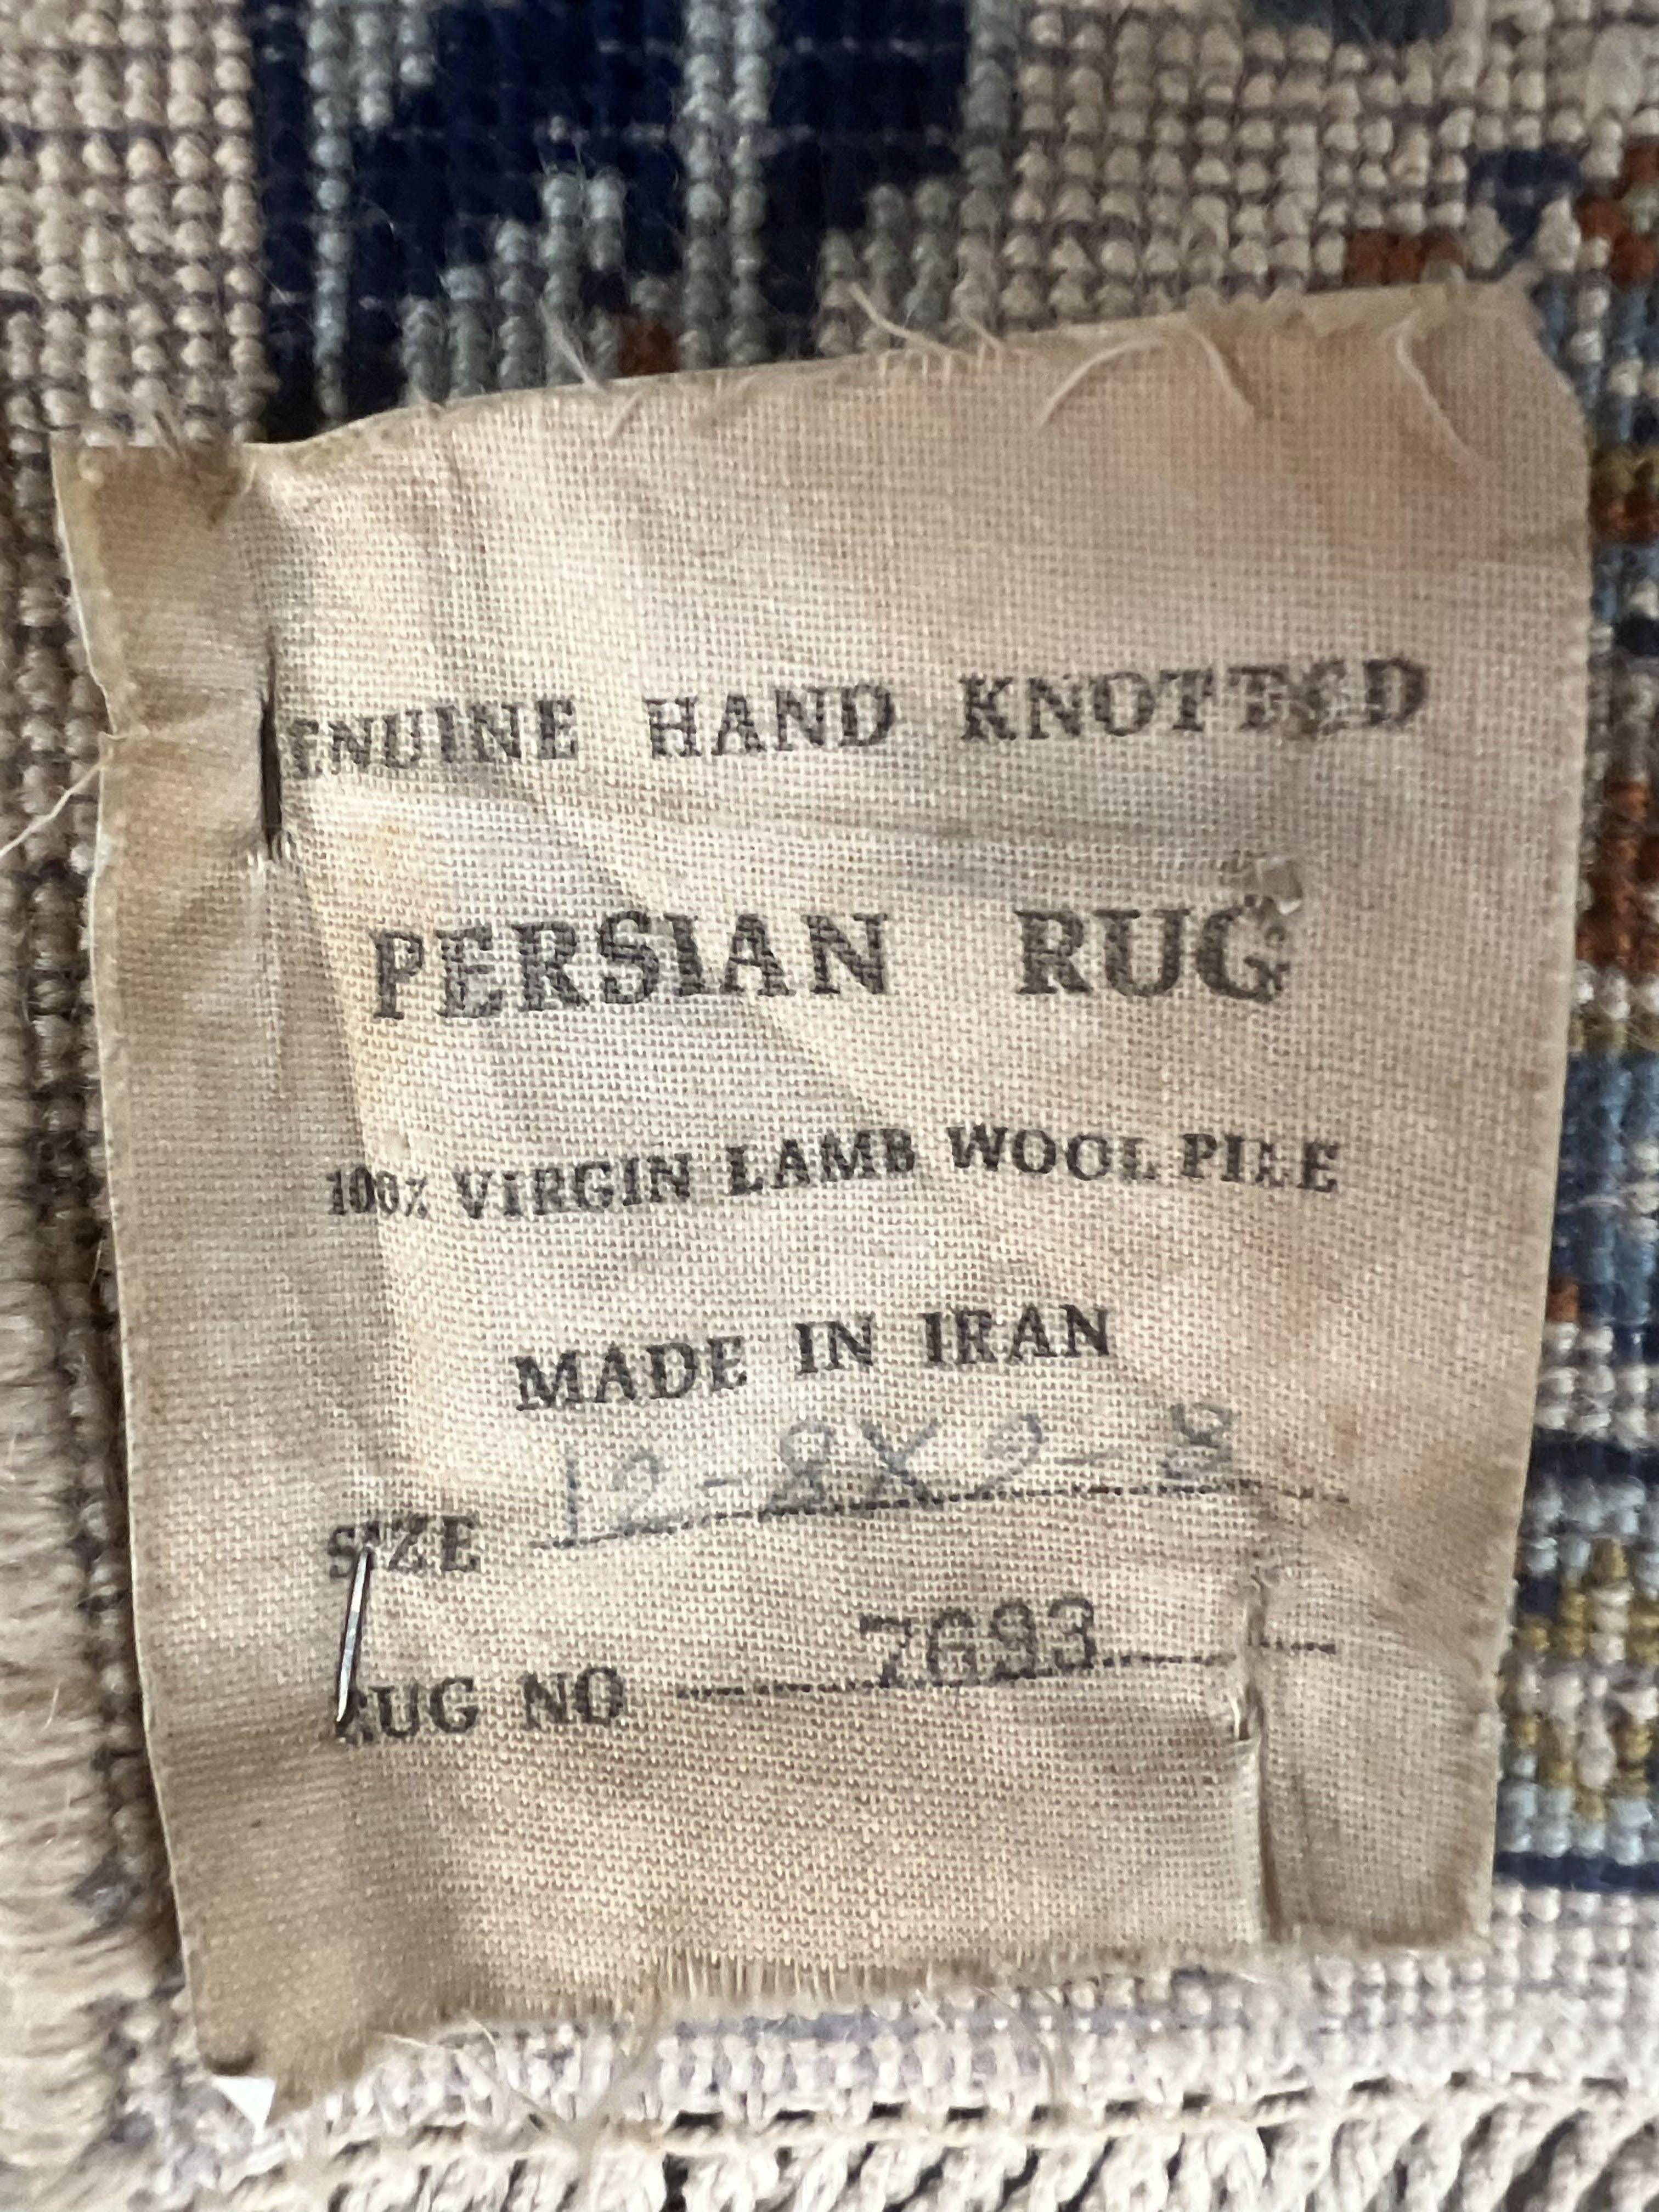 ENUINE HAND KNOTTED
PERSIAN RUG
100% VIRGIN LAMB WOOL PILE
MADE IN IRAN
SIZE 12-8X9-8
RUG NO 7693